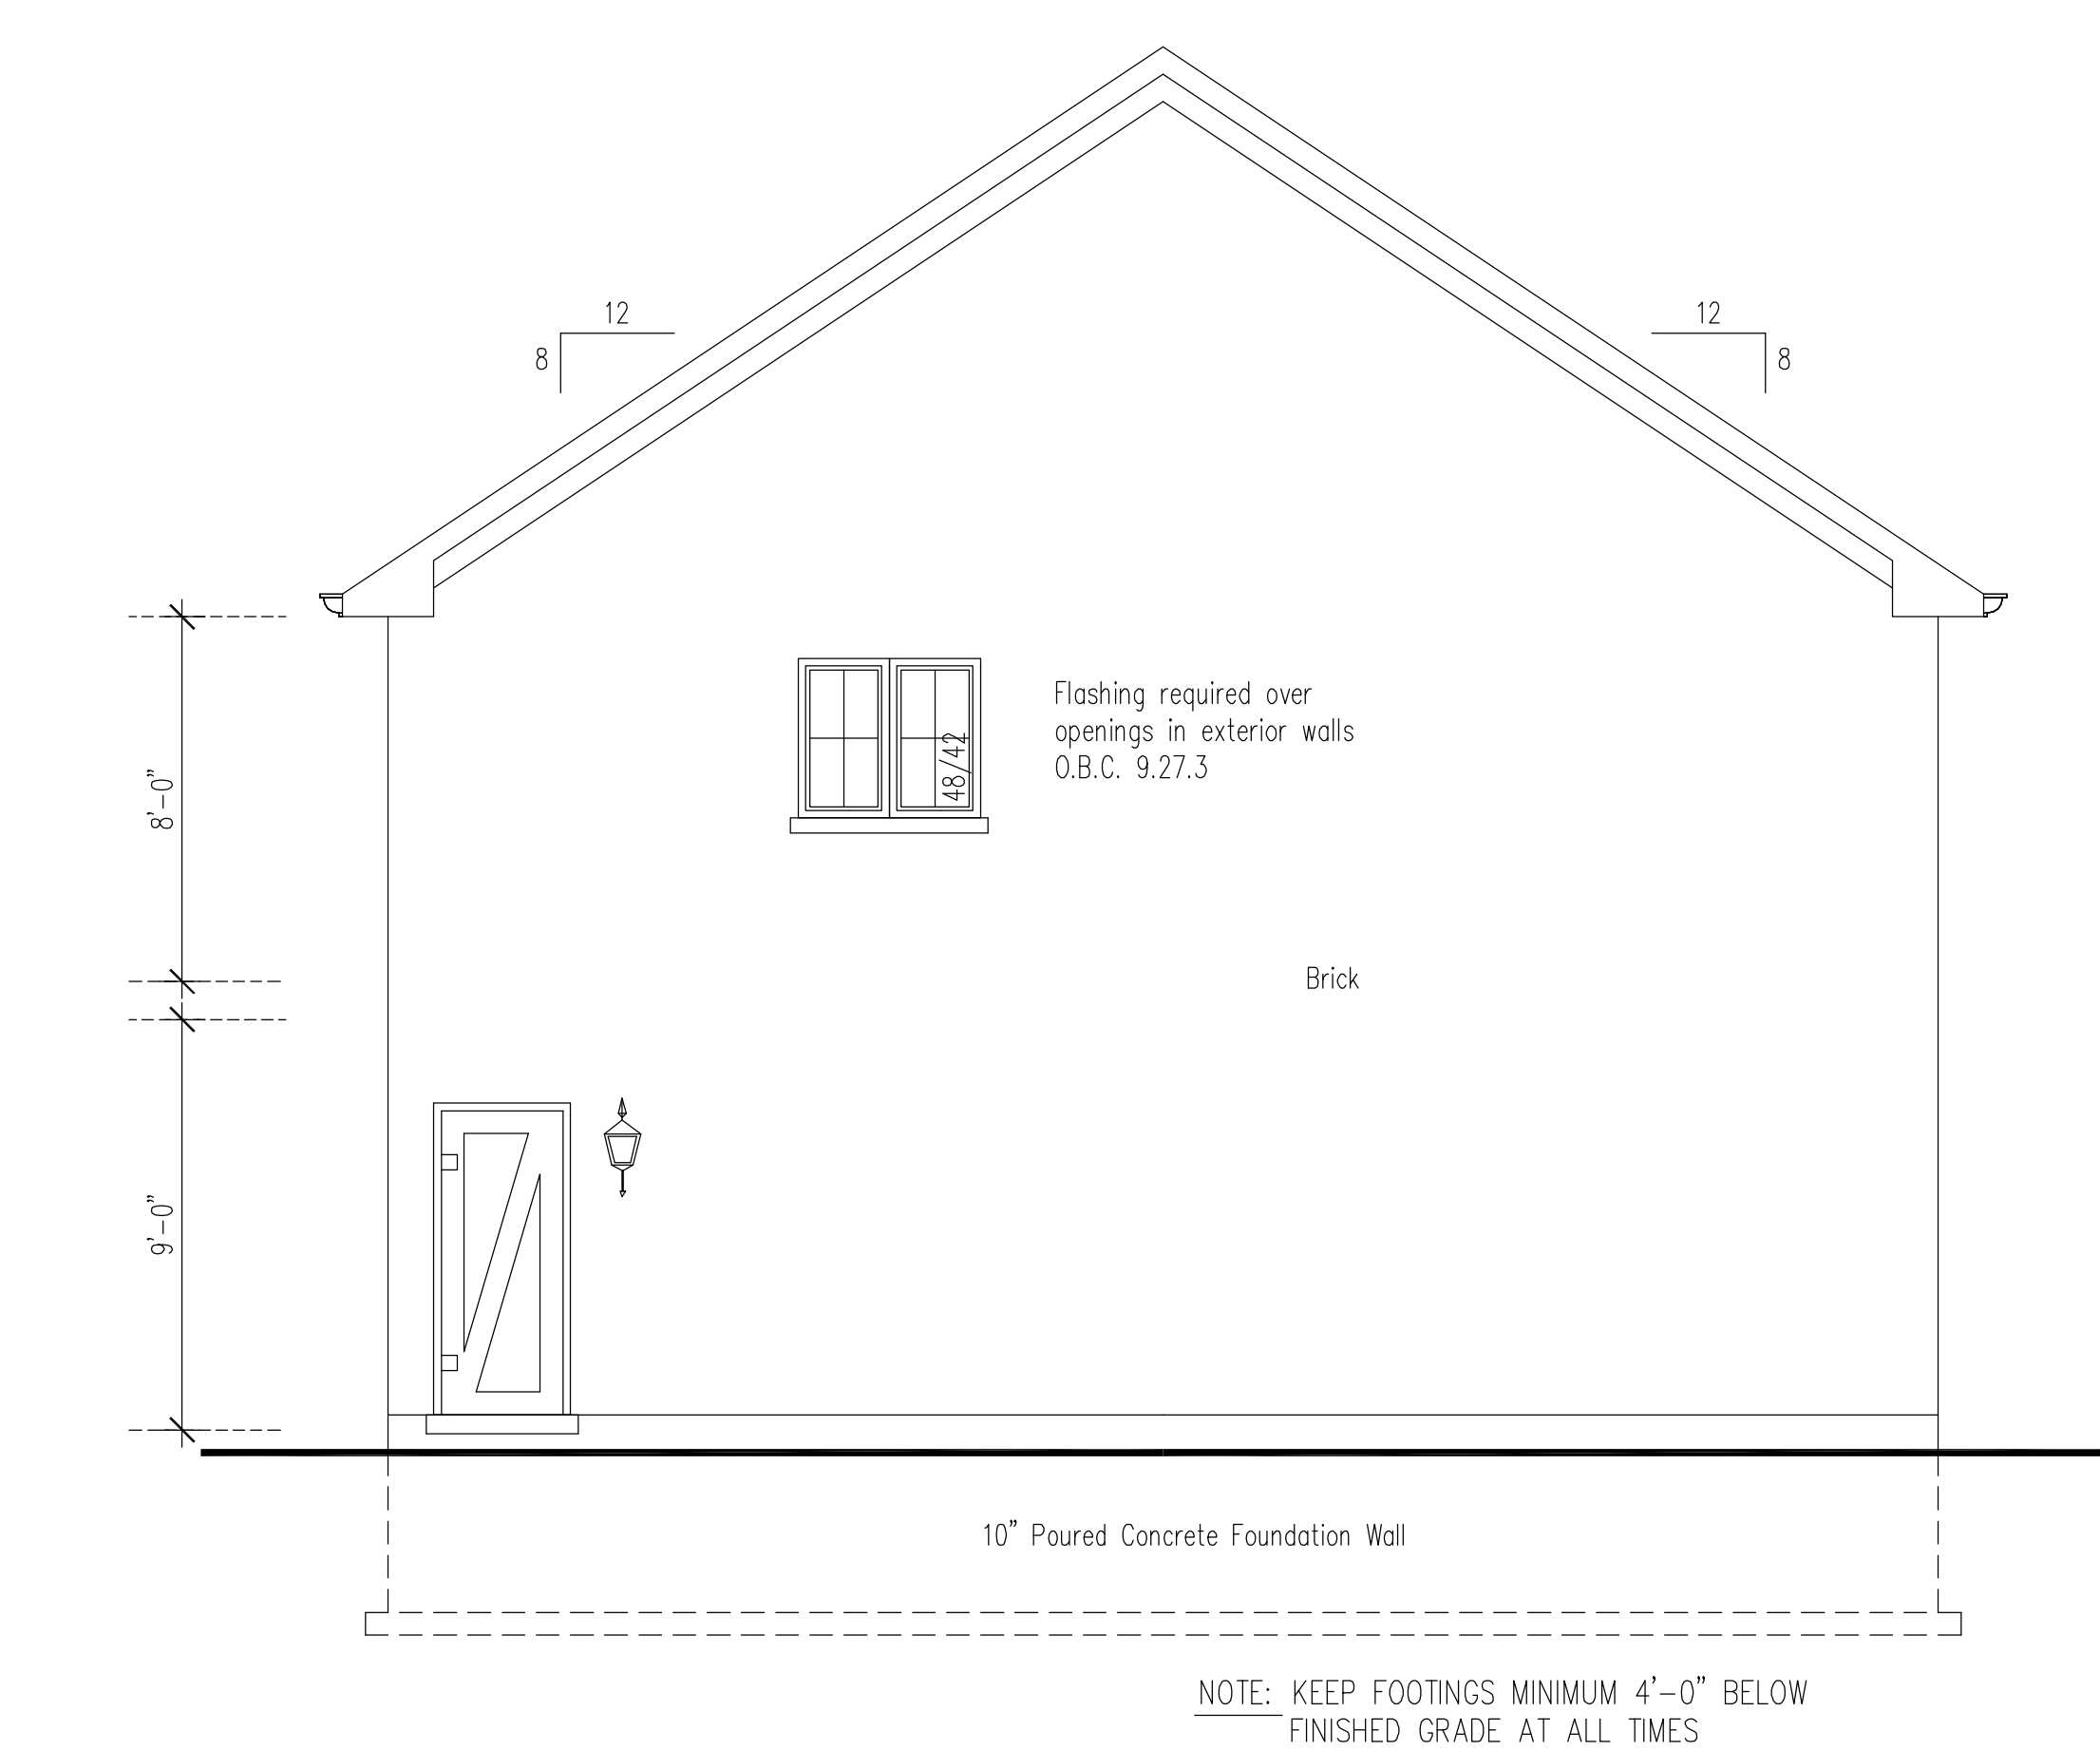 12
8
12
8
Flashing required over
openings in exterior walls
O.B.C. 9.27.3
48/42
8'-0"
Brick
9'-0"
10" Poured Concrete Foundation Wall
NOTE: KEEP FOOTINGS MINIMUM 4'-0" BELOW
FINISHED GRADE AT ALL TIMES